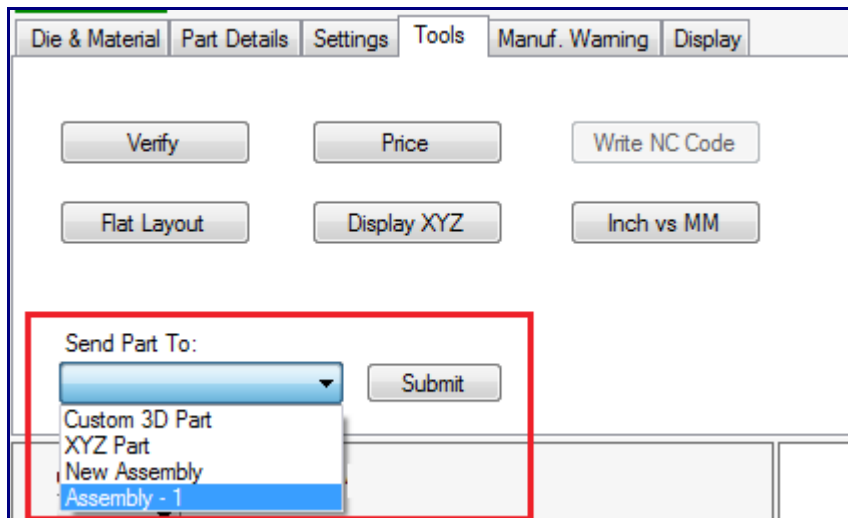 Die & Material Part Details Settings Tools Manuf. Warning Display
Verify Price Write NC Code
Flat Layout Display XYZ Inch vs MM
Send Part To:
Submit
Custom 3D Part
XYZ Part
New Assembly
Assembly - 1